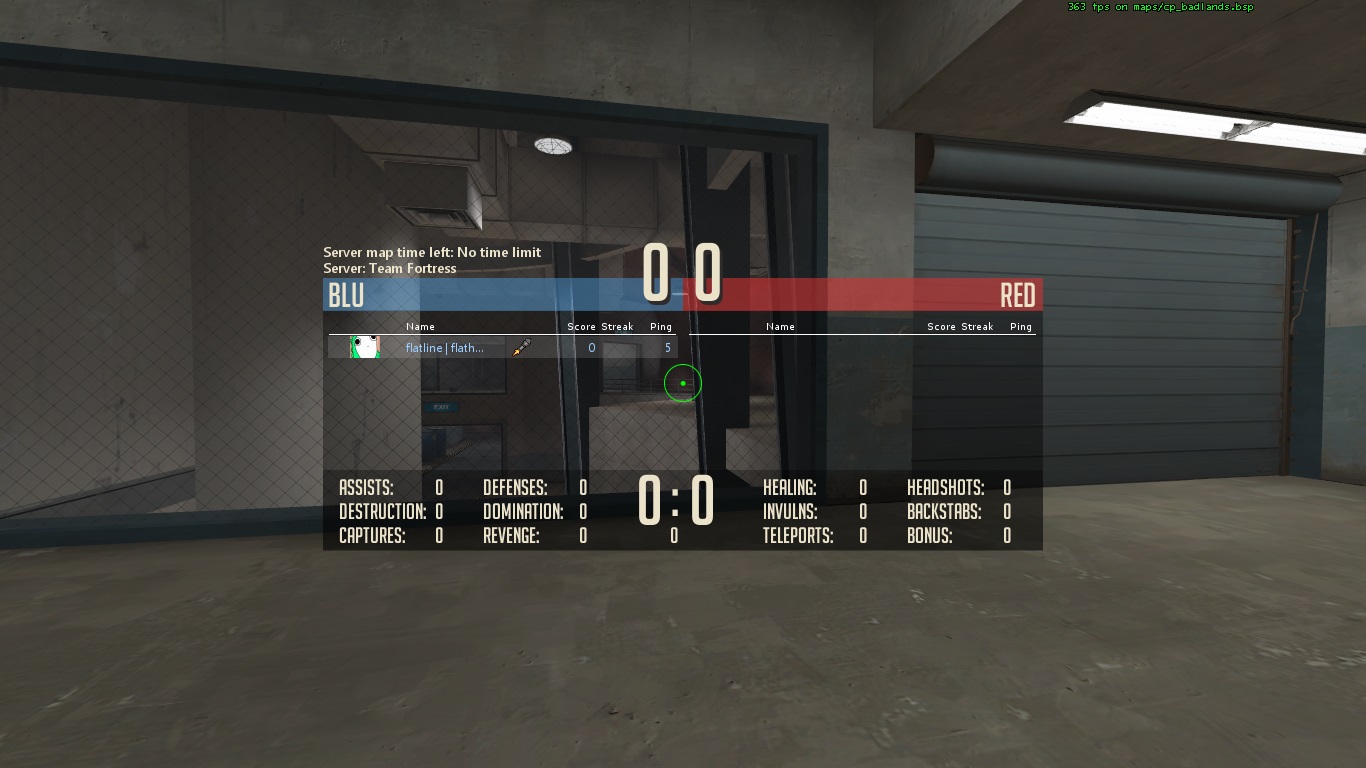 363 fps on maps/cp_badlands.bsp
Server map time left: No time limit
Server: Team Fortress
0 0
BLU RED
Name Score Streak Ping Name Score Streak Ping
flatline | flath... 0 5
EXIT
ASSISTS: 0 DEFENSES: 0 0:0 HEALING: 0 HEADSHOTS: 0
DESTRUCTION: 0 DOMINATION: 0 INVULNS: 0 BACKSTABS: 0
CAPTURES: 0 REVENGE: 0 0 TELEPORTS: 0 BONUS: 0